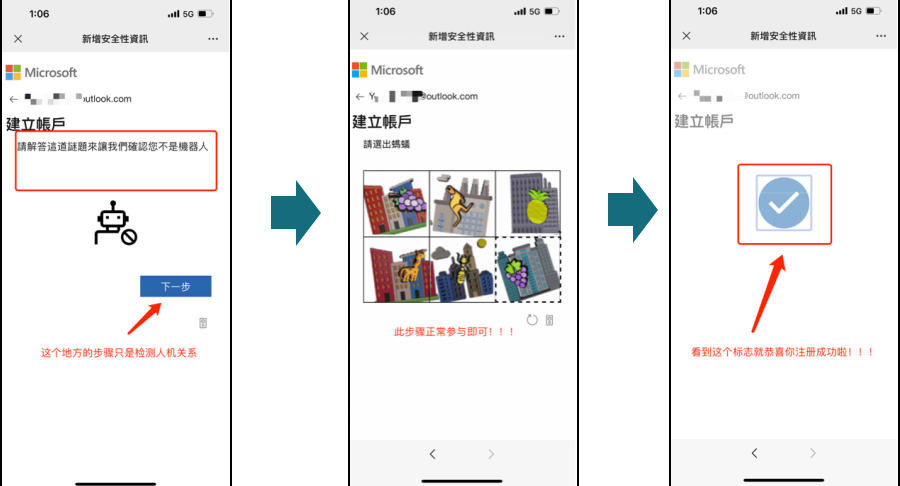 1:06
5G
新增安全性資訊
Microsoft
utlook.com
建立帳戶
請解答這道謎題來讓我們確認您不是機器人
下一步
这个地方的步骤只是检测人机关系
1:06
5G
新增安全性資訊
Microsoft
@outlook.com
建立帳戶
請選出螞蟻
此步骤正常参与即可！！！
1:06
5G
新增安全性資訊
Microsoft
outlook.com
建立帳戶
看到这个标志就恭喜你注册成功啦！！！